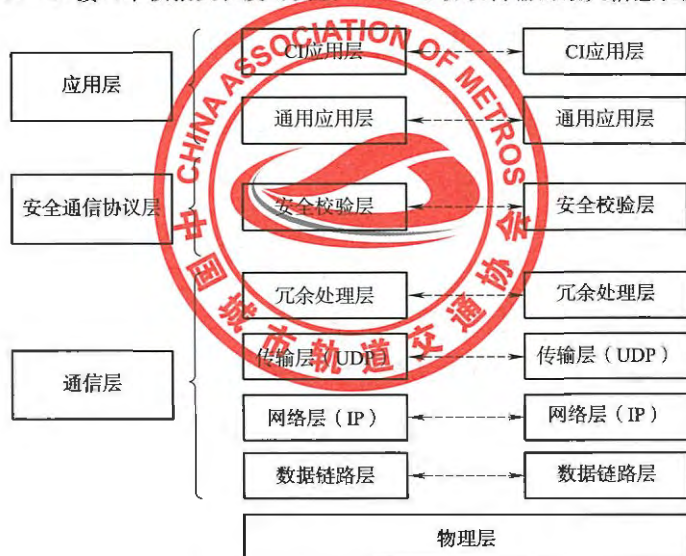 CI应用层 CI应用层
应用层
通用应用层 通用应用层
安全通信协议层 安全校验层 安全校验层
冗余处理层 冗余处理层
传输层（UDP） 传输层（UDP）
通信层
网络层（IP） 网络层（IP）
数据链路层 数据链路层
物理层
CHINA ASSOCIATION OF METROS
中国城市轨道交通协会